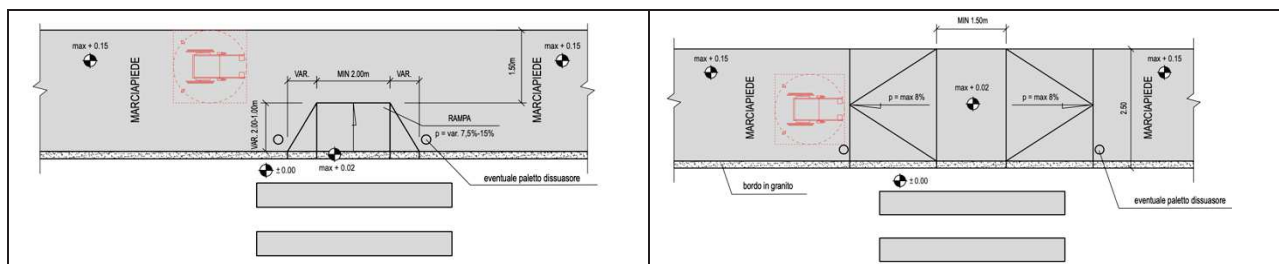 max + 0.15
MARCIAPIEDE
VAR.
MIN 2.00m
VAR.
1.50m
max + 0.15
MARCIAPIEDE
VAR. 2.00-1.00m
RAMPA
p = var. 7,5%-15%
± 0.00
max + 0.02
eventuale paletto dissuasore
MIN 1.50m
max + 0.15
MARCIAPIEDE
p = max 8%
max + 0.02
p = max 8%
2.50
max + 0.15
MARCIAPIEDE
bordo in granito
± 0.00
eventuale paletto dissuasore